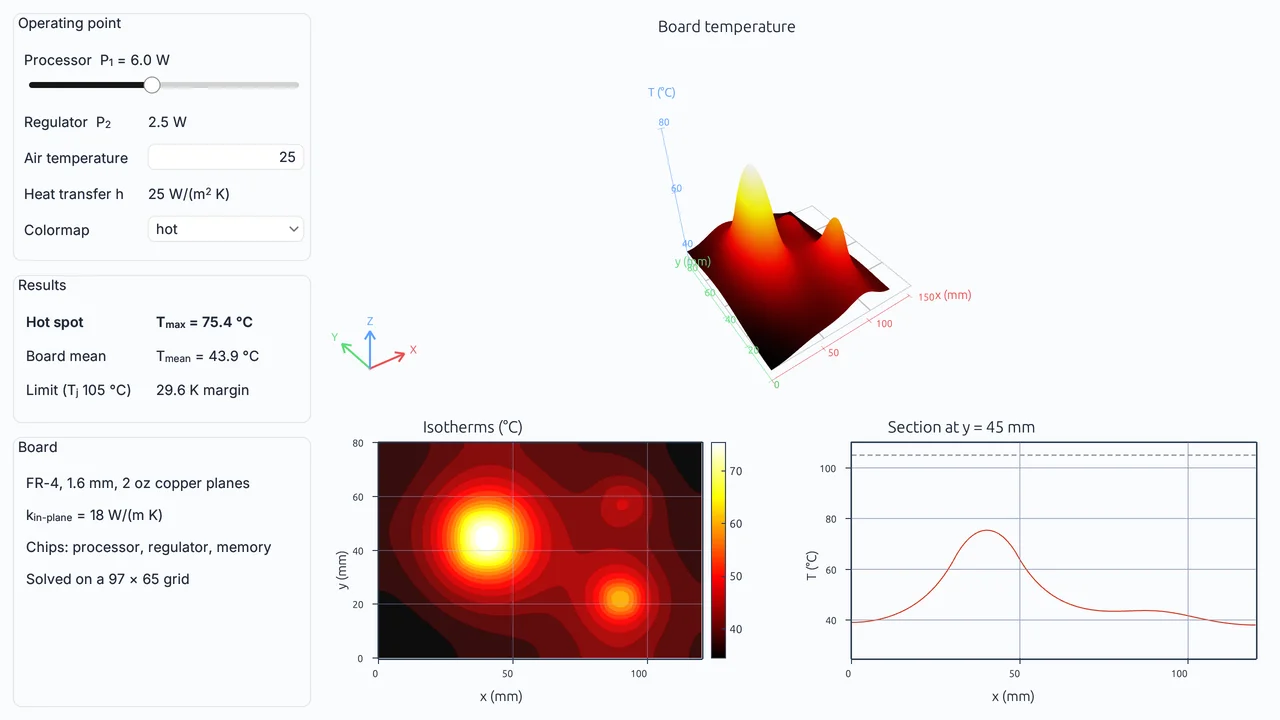 Operating point
Processor P₁ = 6.0 W
Regulator P₂ 2.5 W
Air temperature 25
Heat transfer h 25 W/(m² K)
Colormap hot
Results
Hot spot Tmax = 75.4 °C
Board mean Tmean = 43.9 °C
Limit (Tj 105 °C) 29.6 K margin
Board
FR-4, 1.6 mm, 2 oz copper planes
kin-plane = 18 W/(m K)
Chips: processor, regulator, memory
Solved on a 97 × 65 grid
Board temperature
T (°C)
80
60
40
y (mm)
80
60
40
20
0
50
100
150
x (mm)
Z
Y
X
Isotherms (°C)
80
60
40
20
0
y (mm)
0 50 100
x (mm)
70
60
50
40
Section at y = 45 mm
100
80
60
40
T (°C)
0 50 100
x (mm)